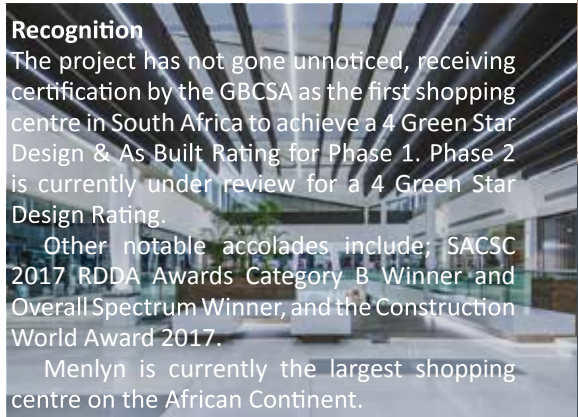 Recognition
The project has not gone unnoticed, receiving
certification by the GBCSA as the first shopping
centre in South Africa to achieve a 4 Green Star
Design & As Built Rating for Phase 1. Phase 2
is currently under review for a 4 Green Star
Design Rating.
Other notable accolades include; SACSC
2017 RDDA Awards Category B Winner and
Overall Spectrum Winner, and the Construction
World Award 2017.
Menlyn is currently the largest shopping
centre on the African Continent.